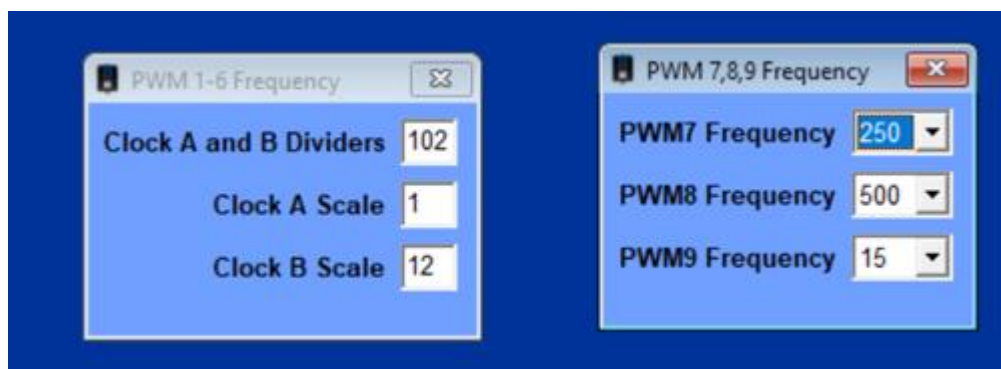 PWM 1-6 Frequency
Clock A and B Dividers 102
Clock A Scale 1
Clock B Scale 12
PWM 7,8,9 Frequency
PWM7 Frequency 250
PWM8 Frequency 500
PWM9 Frequency 15